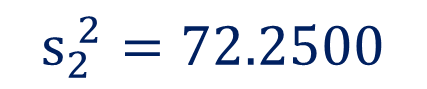 s₂² = 72.2500